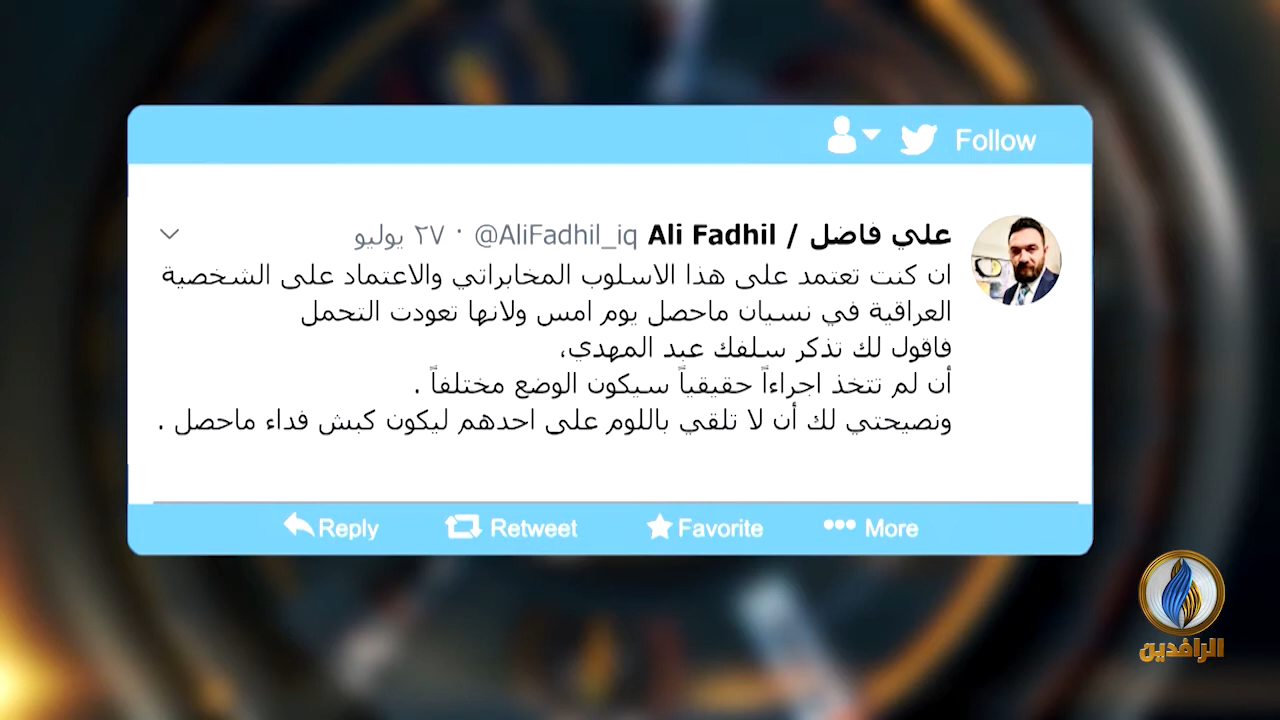 Follow
علي فاضل / Ali Fadhil @AliFadhil_iq · ٢٧ يوليو
ان كنت تعتمد على هذا الاسلوب المخابراتي والاعتماد على الشخصية
العراقية في نسيان ماحصل يوم امس ولانها تعودت التحمل
فاقول لك تذكر سلفك عبد المهدي،
أن لم تتخذ اجراءاً حقيقياً سيكون الوضع مختلفاً .
ونصيحتي لك أن لا تلقي باللوم على احدهم ليكون كبش فداء ماحصل .
Reply Retweet Favorite More
الرافدين